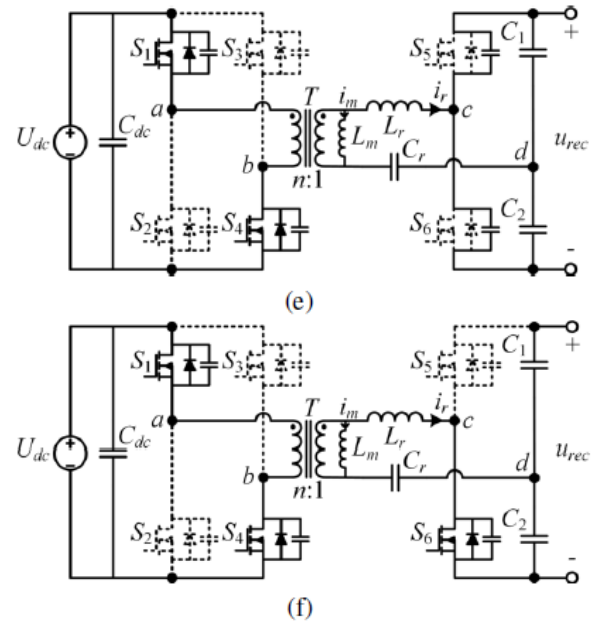 S1 S3 S5 C1 +
a T im ir c
Udc Cdc Lm Lr urec
b Cr d
n:1
S2 S4 S6 C2 -
(e)
S1 S3 S5 C1 +
a T im ir c
Udc Cdc Lm Lr urec
b Cr d
n:1
S2 S4 S6 C2 -
(f)